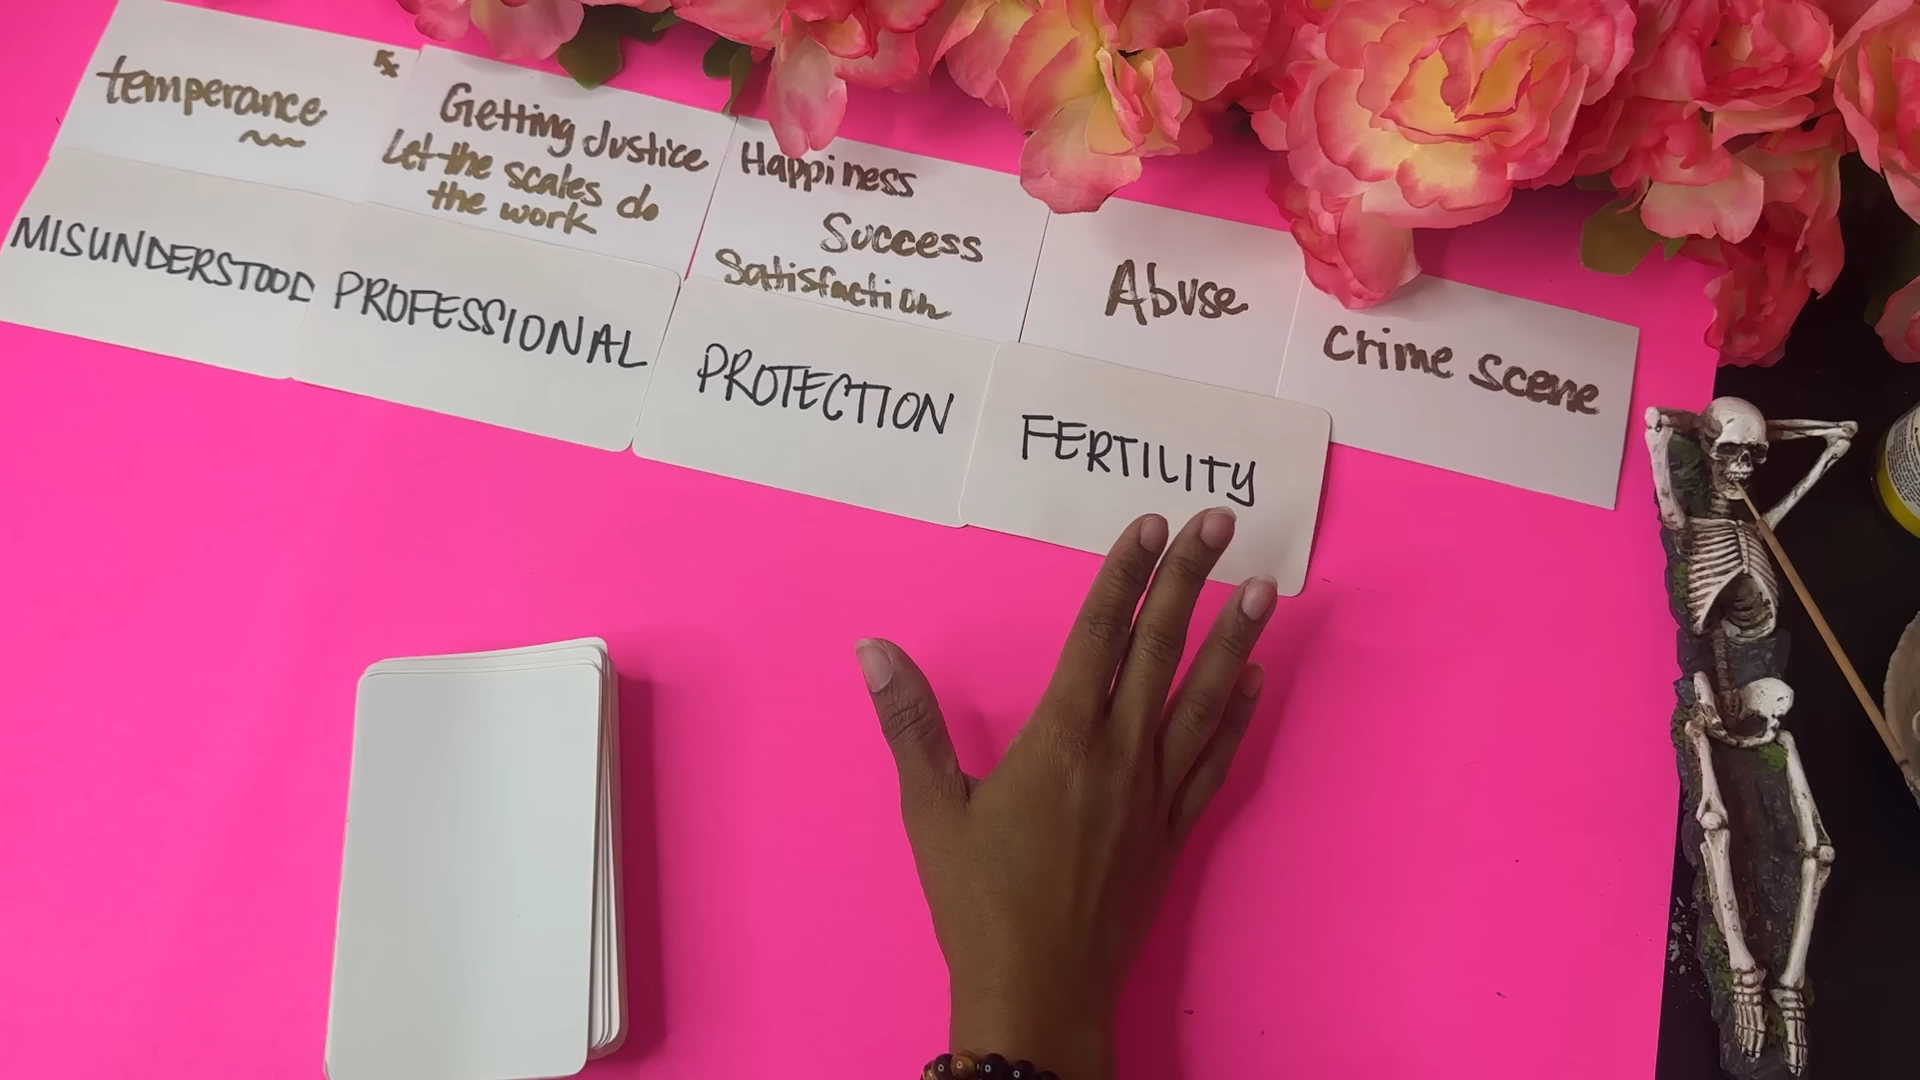 temperance
Getting Justice
Let the scales do
the work
Happiness
Success
Satisfaction
Abuse
Crime Scene
MISUNDERSTOOD
PROFESSIONAL
PROTECTION
FERTILITY